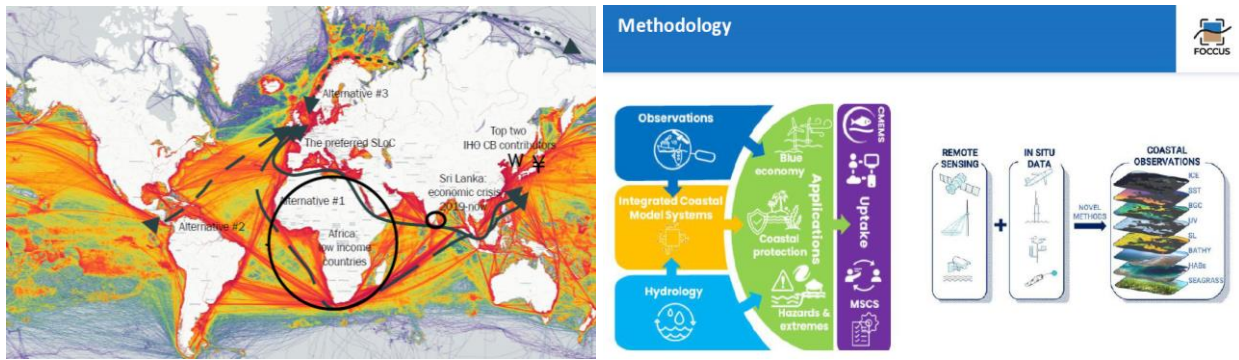 Alternative #3
The preferred SLoC
Top two
IHO CB contributors
₩ ¥
Sri Lanka:
economic crisis
2019-now
Alternative #1
Alternative #2
Africa:
low income
countries
Methodology
FOCCUS
Observations
Integrated Coastal
Model Systems
Hydrology
Blue
economy
Coastal
protection
Hazards &
extremes
Applications
CMEMS
Uptake
MSCS
REMOTE
SENSING
IN SITU
DATA
NOVEL
METHODS
COASTAL
OBSERVATIONS
ICE
SST
BGC
UV
SL
BATHY
HABs
SEAGRASS